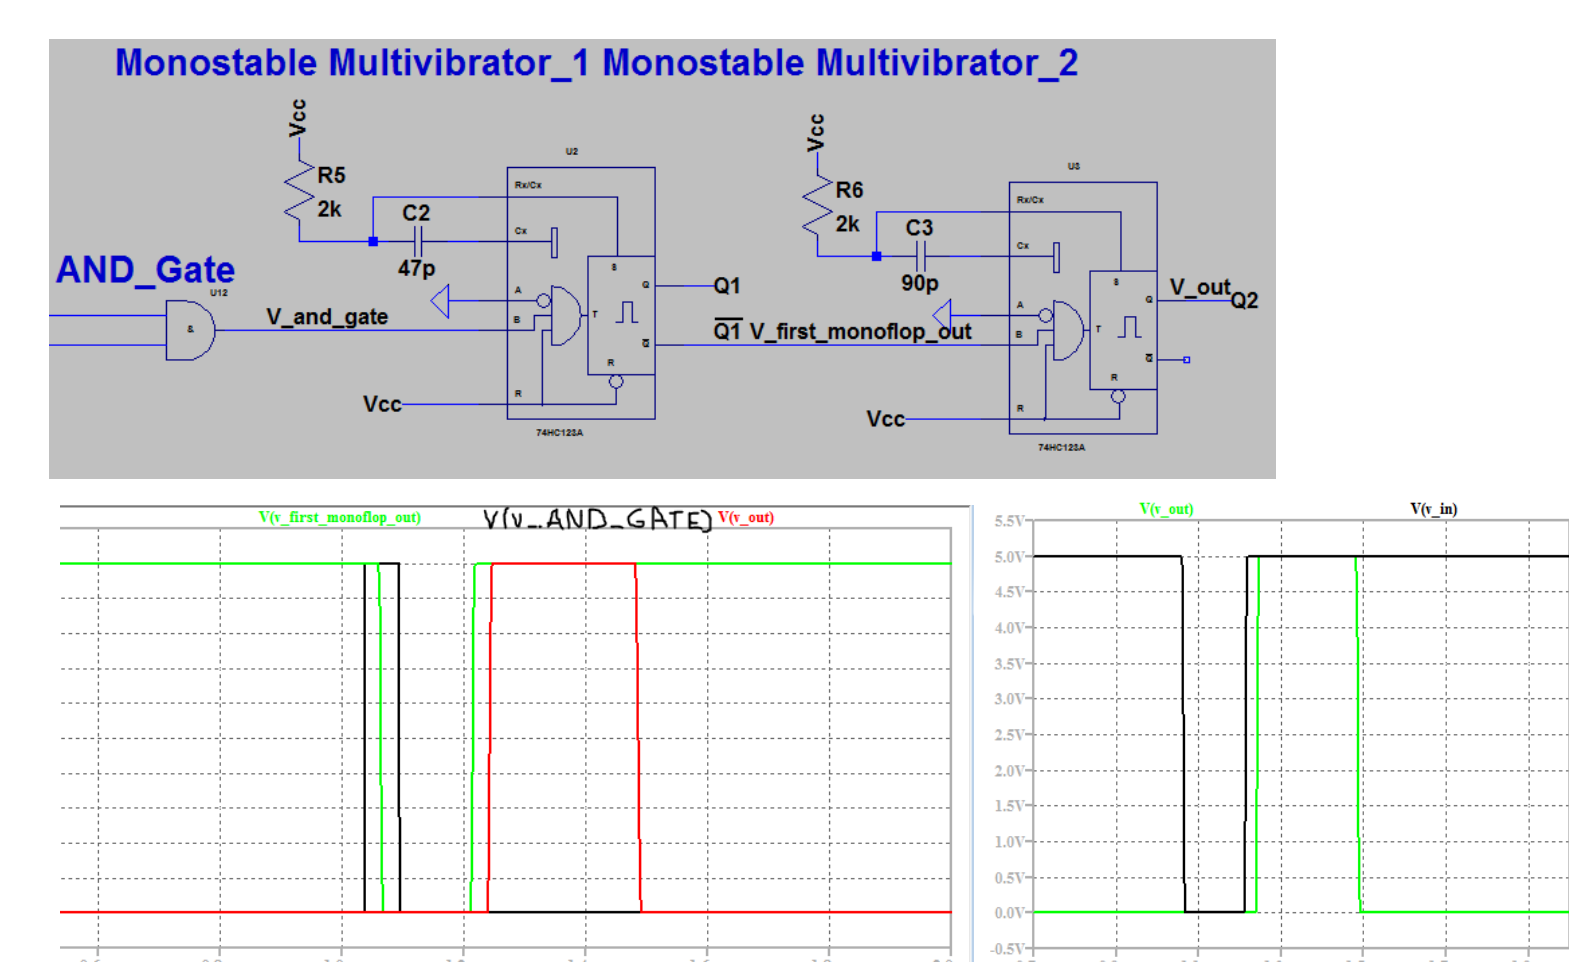 Monostable Multivibrator_1 Monostable Multivibrator_2
Vcc
R5
2k
C2
47p
U2
Rx/Cx
Cx
A
B
R
S
T
R
Q
Q
74HC123A
AND_Gate
U12
&
V_and_gate
Vcc
Q1
Q1 V_first_monoflop_out
Vcc
R6
2k
C3
90p
U3
Rx/Cx
Cx
A
B
R
S
T
R
Q
Q
74HC123A
Vcc
V_out
Q2
V(v_first_monoflop_out) V(v_AND_GATE) V(v_out)
V(v_out) V(v_in)
5.5V
5.0V
4.5V
4.0V
3.5V
3.0V
2.5V
2.0V
1.5V
1.0V
0.5V
0.0V
-0.5V